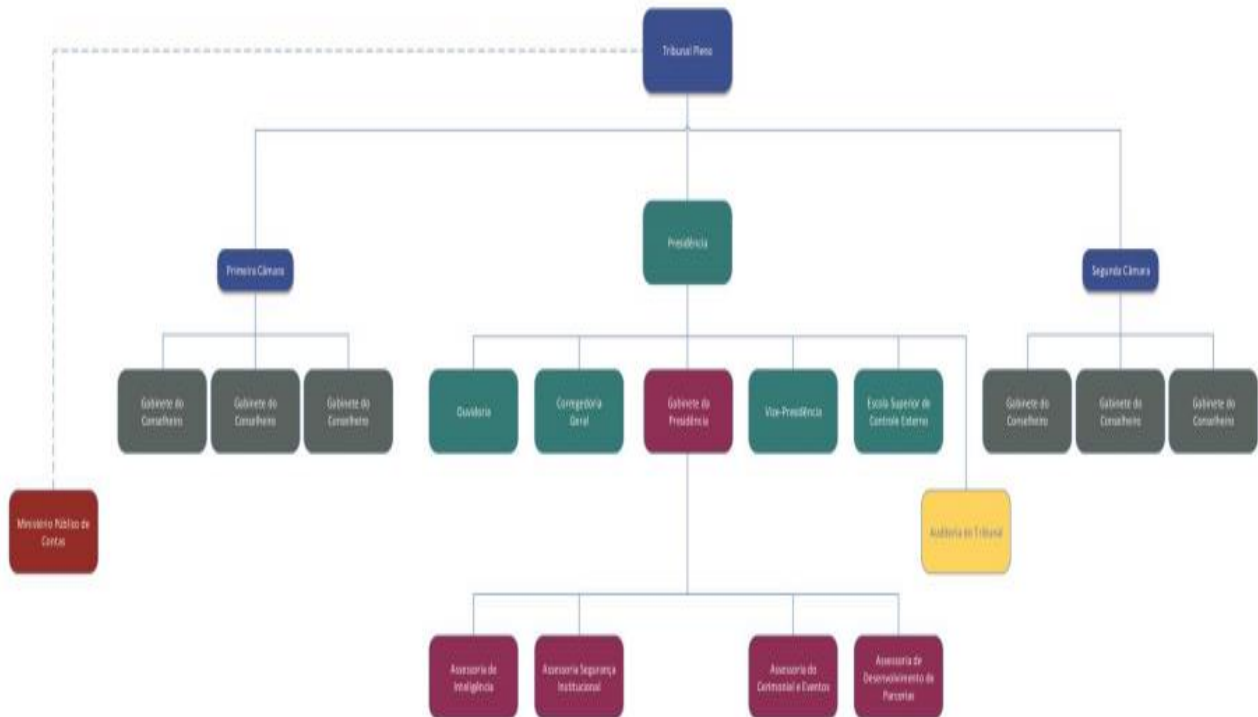 Tribunal Pleno
Presidência
Primeira Câmara
Segunda Câmara
Gabinete do
Conselheiro
Gabinete do
Conselheiro
Gabinete do
Conselheiro
Ouvidoria
Corregedoria
Geral
Gabinete da
Presidência
Vice-Presidência
Escola Superior de
Controle Externo
Gabinete do
Conselheiro
Gabinete do
Conselheiro
Gabinete do
Conselheiro
Ministério Público de
Contas
Auditoria do Tribunal
Assessoria de
Inteligência
Assessoria Segurança
Institucional
Assessoria do
Cerimonial e Eventos
Assessoria de
Desenvolvimento de
Parcerias